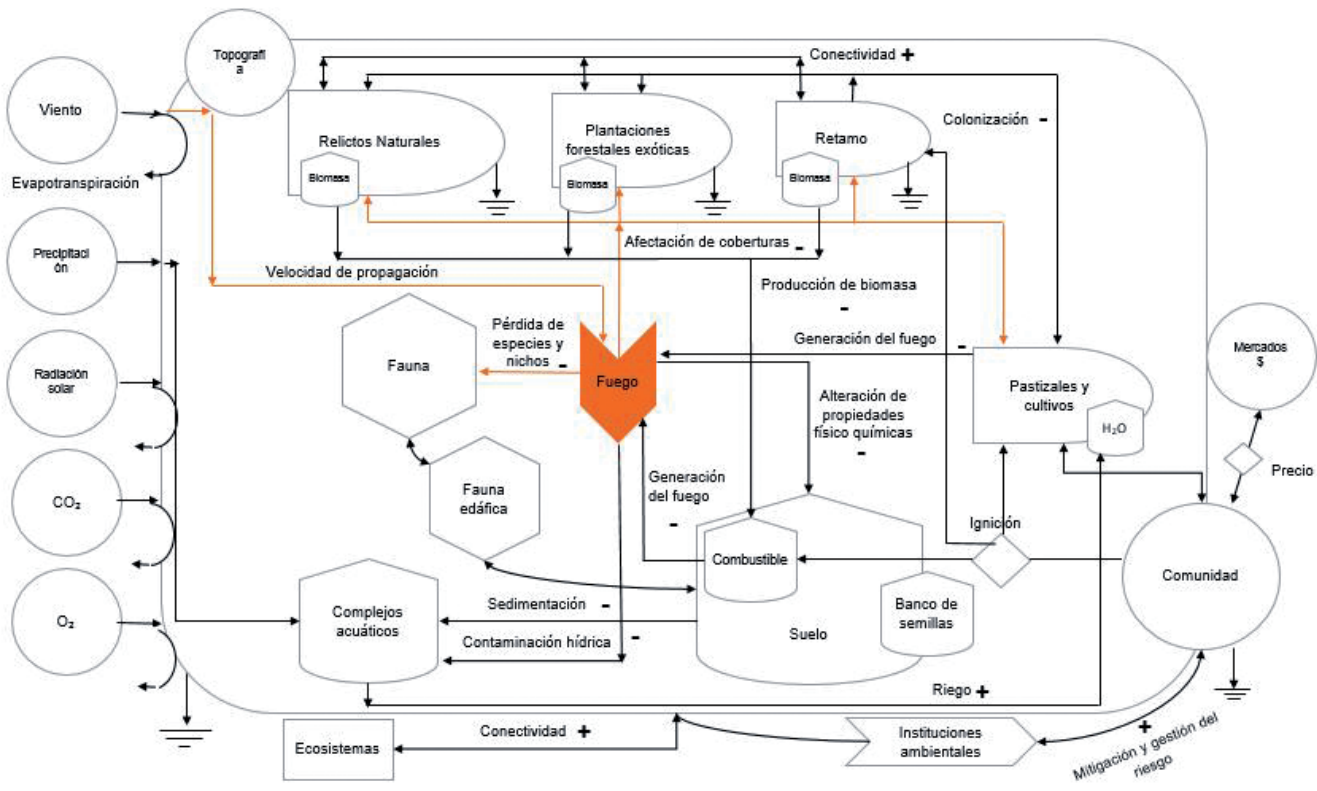 Topografí
a
Viento
Evapotranspiración
Precipitaci
ón
Radiación
solar
CO₂
O₂
Conectividad +
Relictos Naturales
Biomasa
Plantaciones
forestales exóticas
Biomasa
Retamo
Biomasa
Colonización -
Afectación de coberturas -
Velocidad de propagación
Producción de biomasa
-
Pérdida de
especies y
nichos -
Generación del fuego
-
Fauna
Fuego
Pastizales y
cultivos
H₂O
Mercados
$
Precio
Alteración de
propiedades
físico químicas
-
Fauna
edáfica
Generación
del fuego
-
Ignición
Combustible
Comunidad
Banco de
semillas
Suelo
Complejos
acuáticos
Sedimentación -
Contaminación hídrica -
Riego +
Ecosistemas
Conectividad +
Instituciones
ambientales
+
Mitigación y gestión del
riesgo